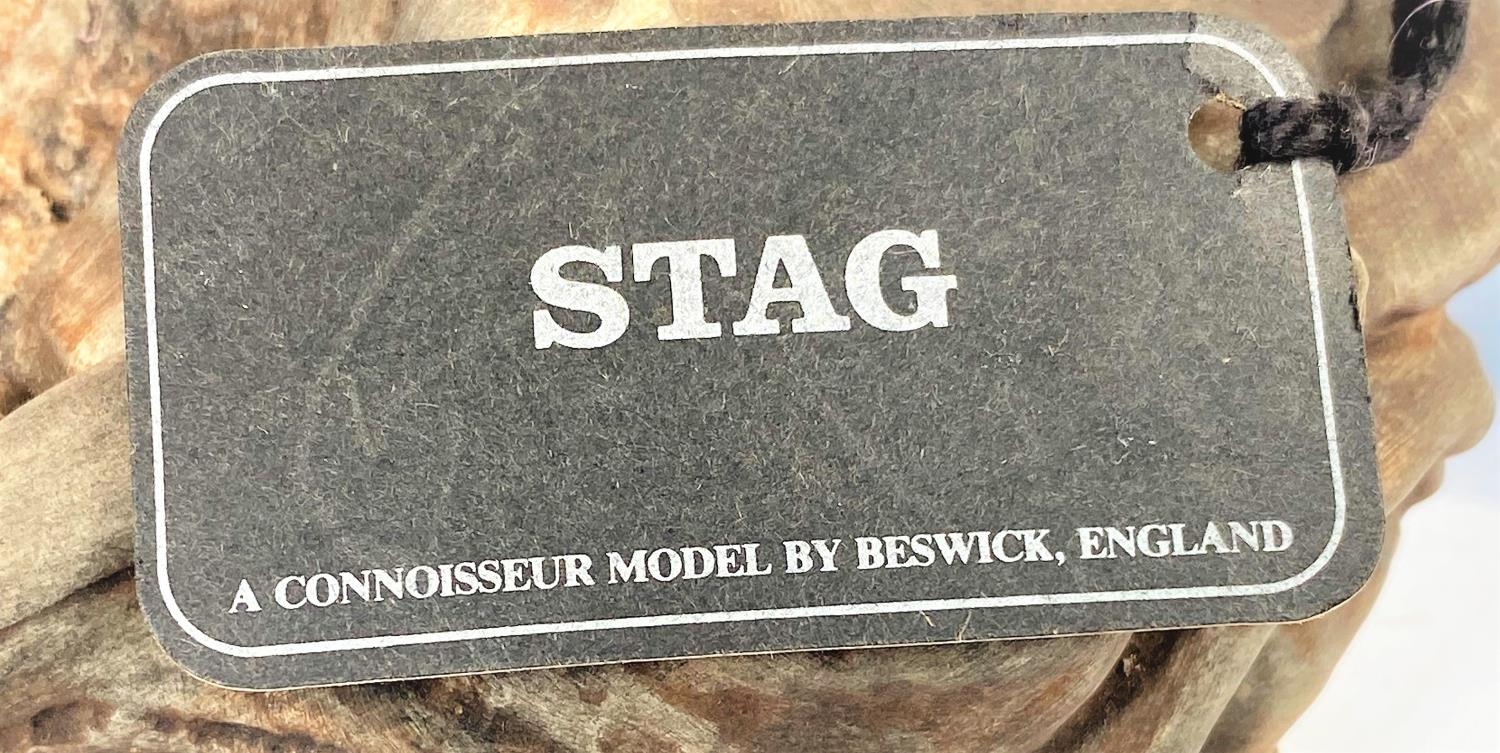 STAG
A CONNOISSEUR MODEL BY BESWICK, ENGLAND